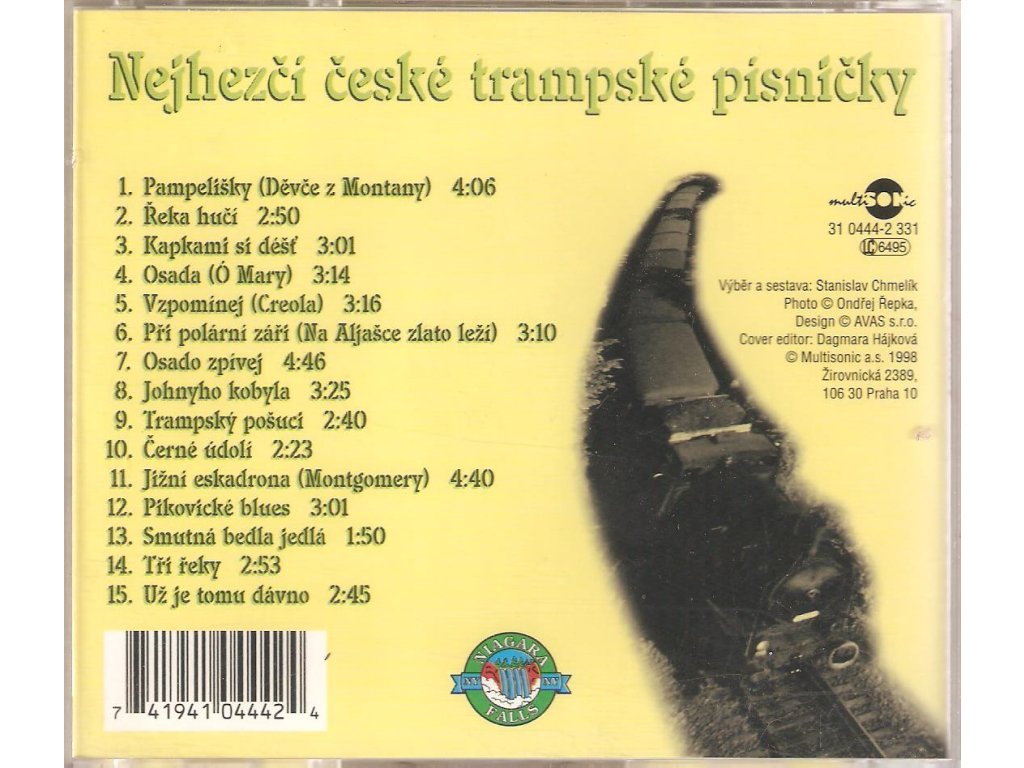 Nejhezčí české trampské písničky
1. Pampelišky (Děvče z Montany) 4:06
2. Řeka hučí 2:50
3. Kapkami si déšť 3:01
4. Osada (Ó Mary) 3:14
5. Vzpomínej (Creola) 3:16
6. Při polární záři (Na Aljašce zlato leží) 3:10
7. Osado zpívej 4:46
8. Johnyho kobyla 3:25
9. Trampský pošuci 2:40
10. Černé údolí 2:23
11. Jižní eskadrona (Montgomery) 4:40
12. Pikovické blues 3:01
13. Smutná bedla jedlá 1:50
14. Tři řeky 2:53
15. Už je tomu dávno 2:45
multiSONic
31 0444-2 331
LC 6495
Výběr a sestava: Stanislav Chmelík
Photo © Ondřej Řepka,
Design © AVAS s.r.o.
Cover editor: Dagmara Hájková
© Multisonic a.s. 1998
Žirovnická 2389,
106 30 Praha 10
7 41941 04442 4
NIAGARA
NY NY
FALLS